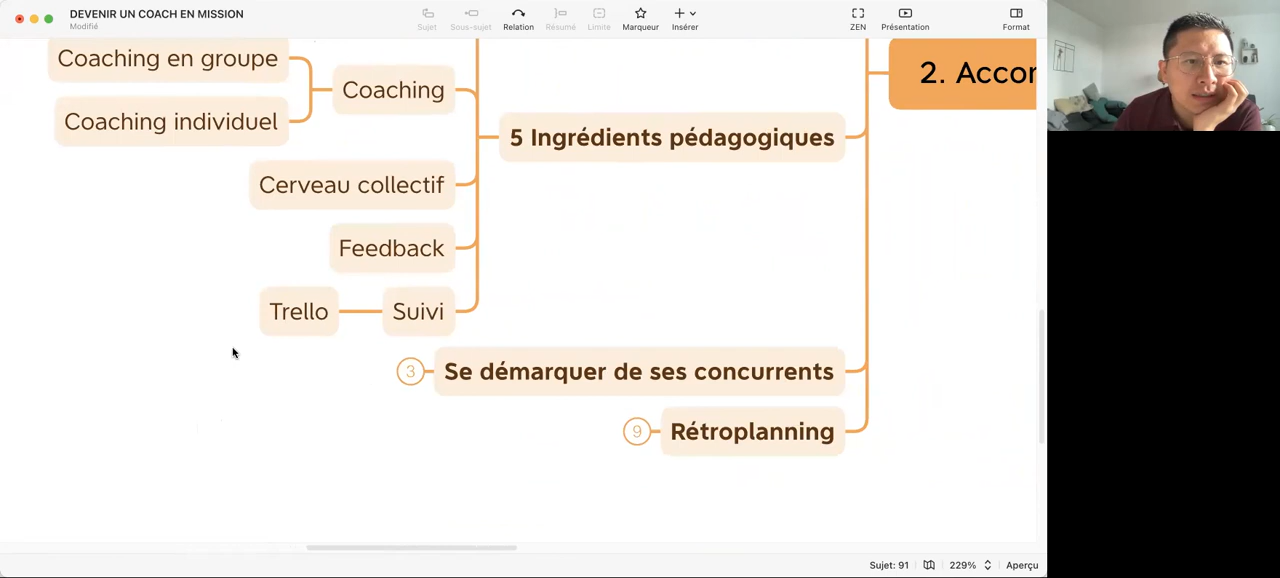 DEVENIR UN COACH EN MISSION
Modifié
Sujet
Sous-sujet
Relation
Résumé
Limite
Marqueur
Insérer
ZEN
Présentation
Format
Coaching en groupe
Coaching individuel
Coaching
Cerveau collectif
Feedback
Trello
Suivi
5 Ingrédients pédagogiques
2. Accor
3
Se démarquer de ses concurrents
9
Rétroplanning
Sujet: 91
229%
Aperçu